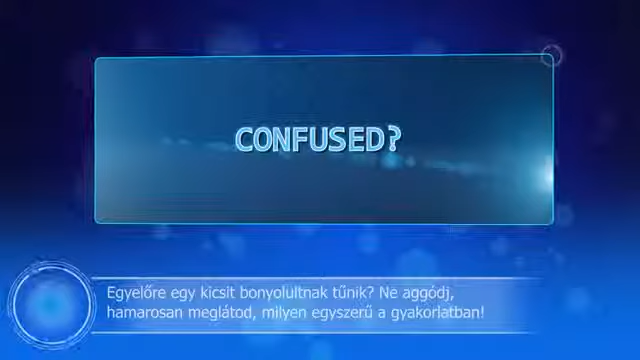 CONFUSED?
Egyelőre egy kicsit bonyolultnak tűnik? Ne aggódj,
hamarosan meglátod, milyen egyszerű a gyakorlatban!